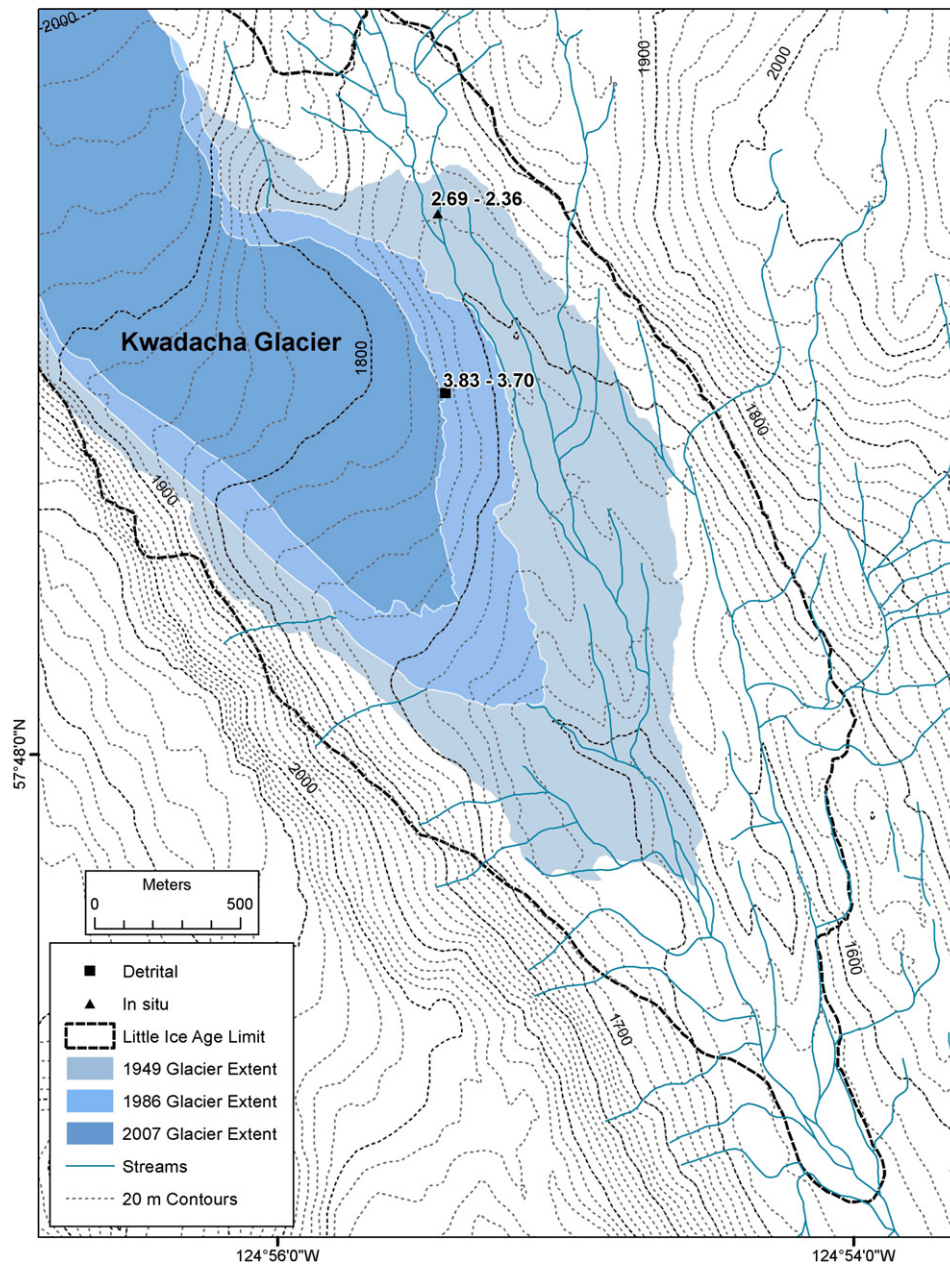 2000
1900
2000
2.69 - 2.36
Kwadacha Glacier
1800
3.83 - 3.70
1800
1900
57°48'0"N
2000
Meters
0 500
1600
1700
Detrital
In situ
Little Ice Age Limit
1949 Glacier Extent
1986 Glacier Extent
2007 Glacier Extent
Streams
20 m Contours
124°56'0"W
124°54'0"W